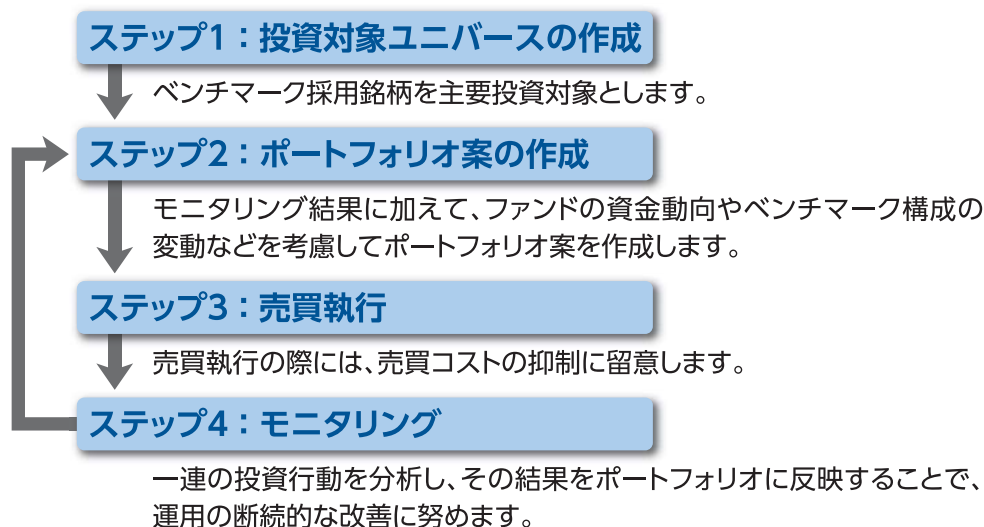 ステップ1：投資対象ユニバースの作成
ベンチマーク採用銘柄を主要投資対象とします。
ステップ2：ポートフォリオ案の作成
モニタリング結果に加えて、ファンドの資金動向やベンチマーク構成の
変動などを考慮してポートフォリオ案を作成します。
ステップ3：売買執行
売買執行の際には、売買コストの抑制に留意します。
ステップ4：モニタリング
一連の投資行動を分析し、その結果をポートフォリオに反映することで、
運用の断続的な改善に努めます。